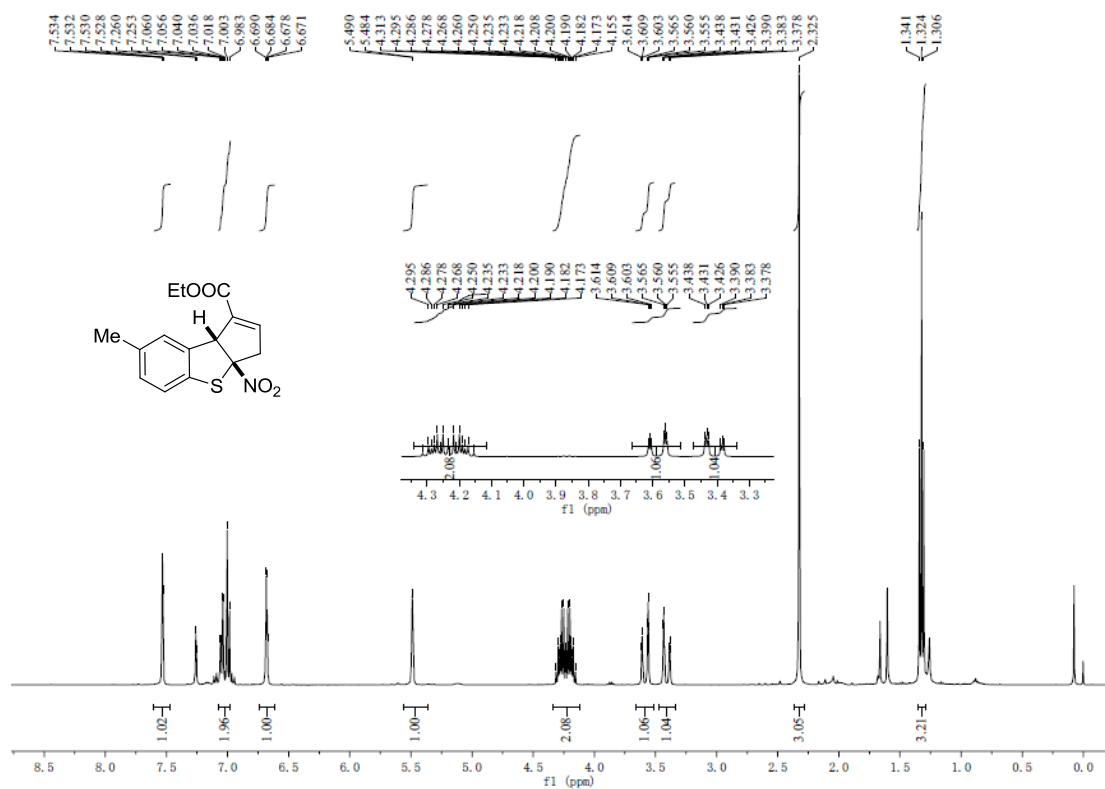 7.534 7.532 7.530 7.528 7.260 7.253 7.060 7.056 7.040 7.036 7.018 7.003 6.983 6.690 6.684 6.678 6.671 5.490 5.484 4.313 4.295 4.286 4.278 4.268 4.260 4.250 4.235 4.233 4.218 4.208 4.200 4.190 4.182 4.173 4.155 3.614 3.609 3.603 3.565 3.560 3.555 3.438 3.431 3.426 3.390 3.383 3.378 2.325 1.341 1.324 1.306
4.295 4.286 4.278 4.268 4.250 4.235 4.233 4.218 4.200 4.190 4.182 4.173 3.614 3.609 3.603 3.565 3.560 3.555 3.438 3.431 3.426 3.390 3.383 3.378
EtOOC
H
Me
S
NO2
2.08 1.06 1.04
4.3 4.2 4.1 4.0 3.9 3.8 3.7 3.6 3.5 3.4 3.3
f1 (ppm)
1.02 1.96 1.00 1.00 2.08 1.06 1.04 3.05 3.21
8.5 8.0 7.5 7.0 6.5 6.0 5.5 5.0 4.5 4.0 3.5 3.0 2.5 2.0 1.5 1.0 0.5 0.0
f1 (ppm)